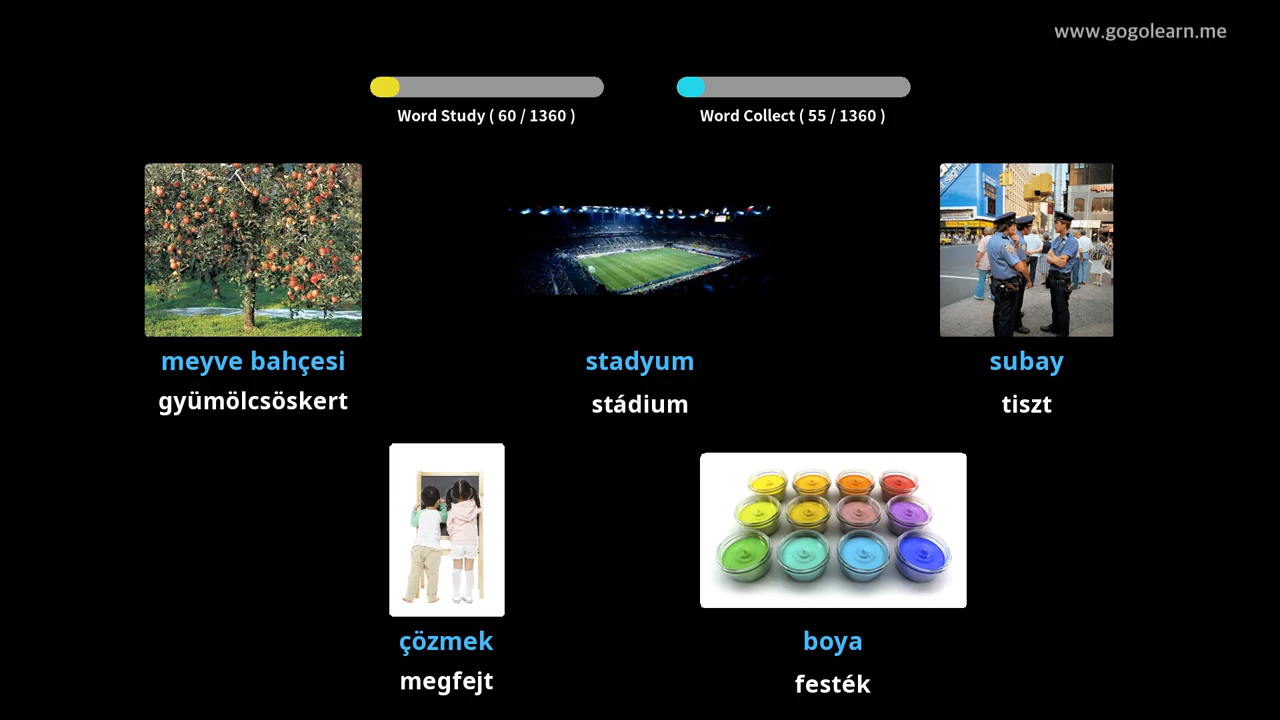 www.gogolearn.me
Word Study ( 60 / 1360 )
Word Collect ( 55 / 1360 )
meyve bahçesi
gyümölcsöskert
stadyum
stádium
subay
tiszt
çözmek
megfejt
boya
festék